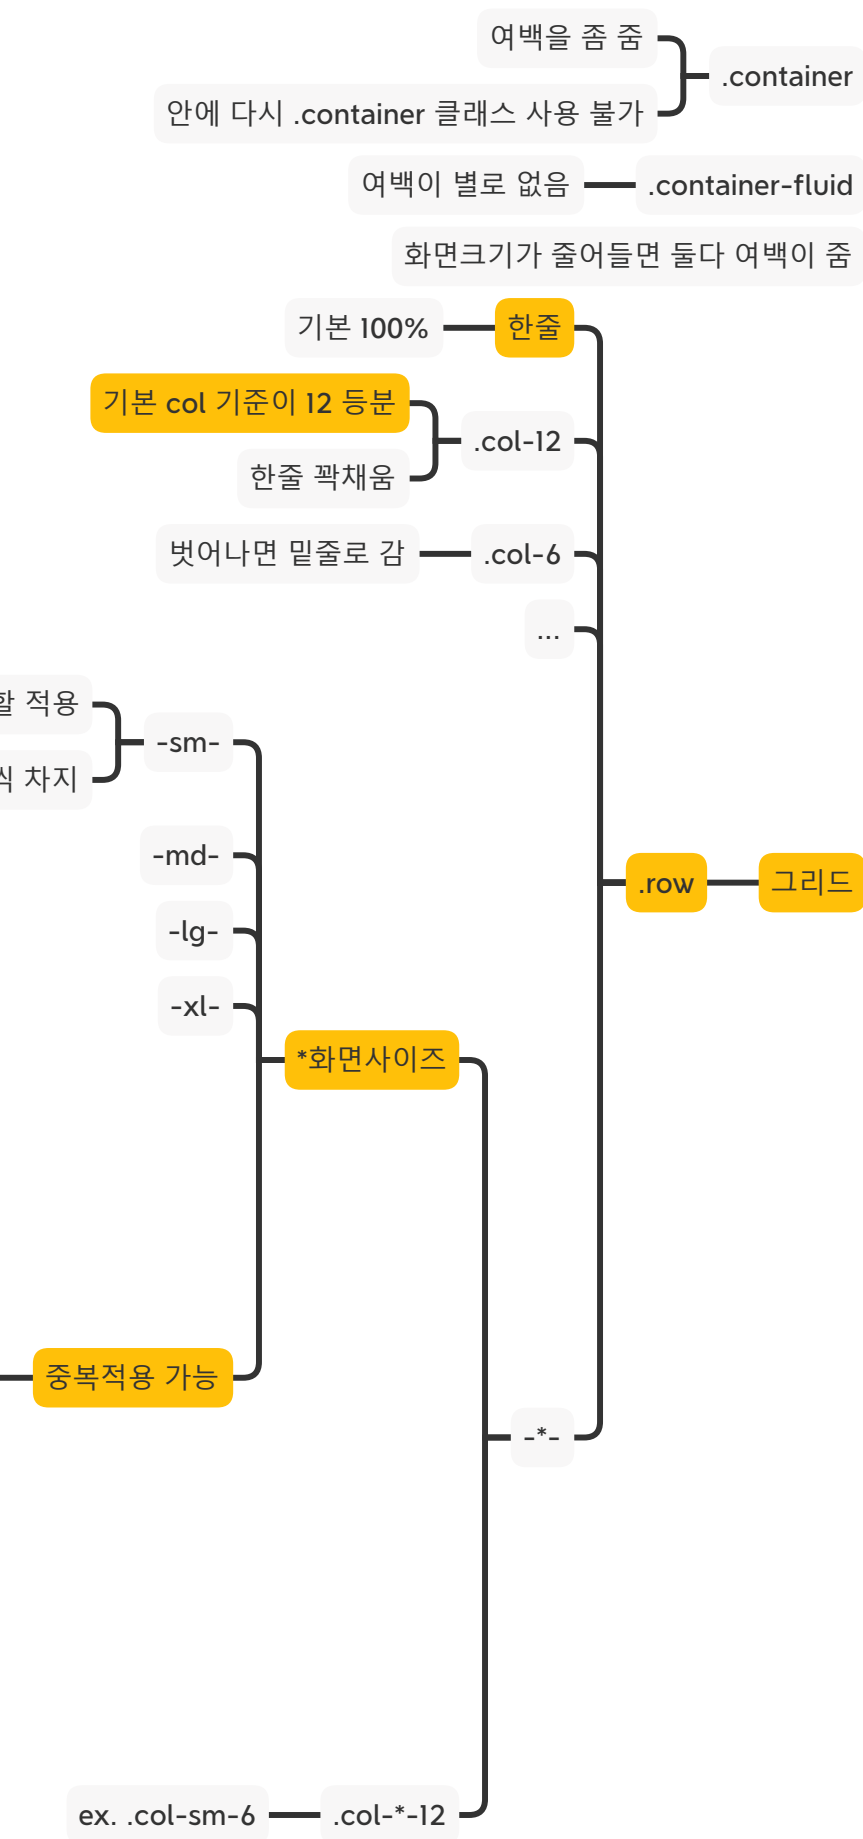 여백을 좀 줌
.container
안에 다시 .container 클래스 사용 불가
여백이 별로 없음
.container-fluid
화면크기가 줄어들면 둘다 여백이 줌
기본 100%
한줄
기본 col 기준이 12 등분
.col-12
한줄 꽉채움
벗어나면 밑줄로 감
.col-6
...
적용
-sm-
차지
-md-
-lg-
-xl-
.row
그리드
*화면사이즈
중복적용 가능
-*-
ex. .col-sm-6
.col-*-12